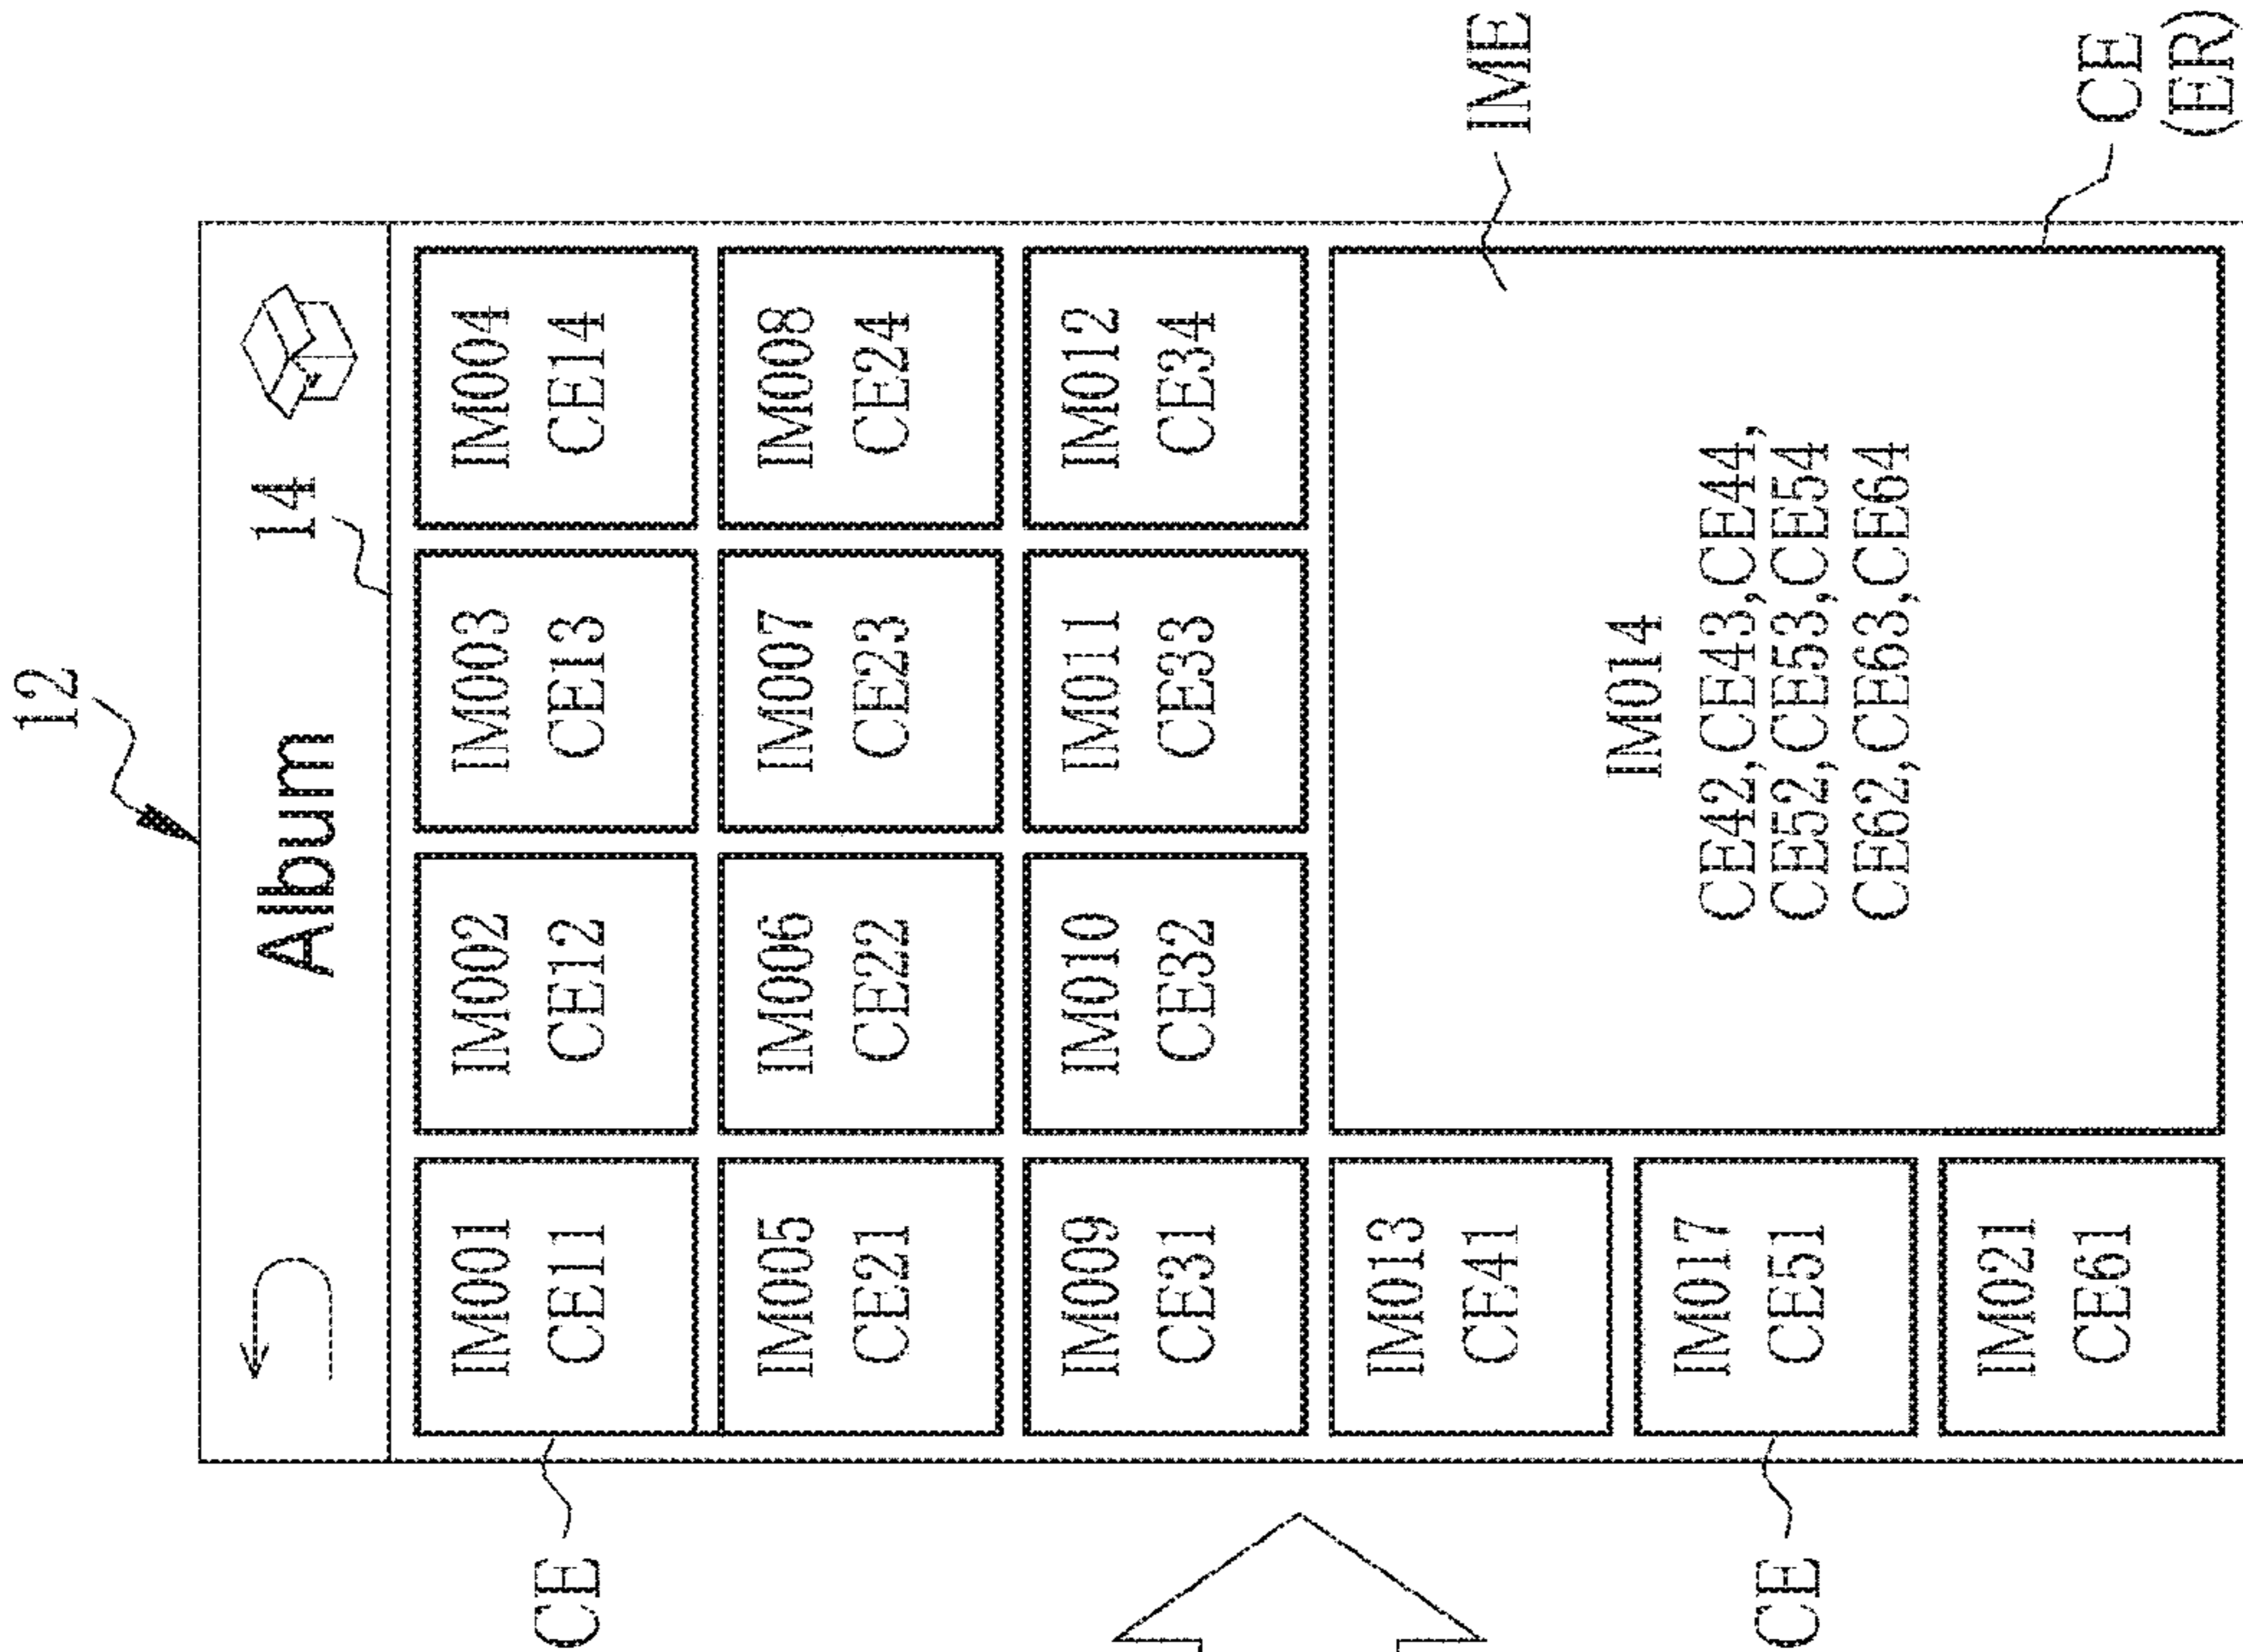 12
Album
14
IM001
CE11
IM002
CE12
IM003
CE13
IM004
CE14
CE
IM005
CE21
IM006
CE22
IM007
CE23
IM008
CE24
IM009
CE31
IM010
CE32
IM011
CE33
IM012
CE34
IM013
CE41
IM014
CE42,CE43,CE44,
CE52,CE53,CE54
CE62,CE63,CE64
IME
IM017
CE51
CE
IM021
CE61
CE
(ER)